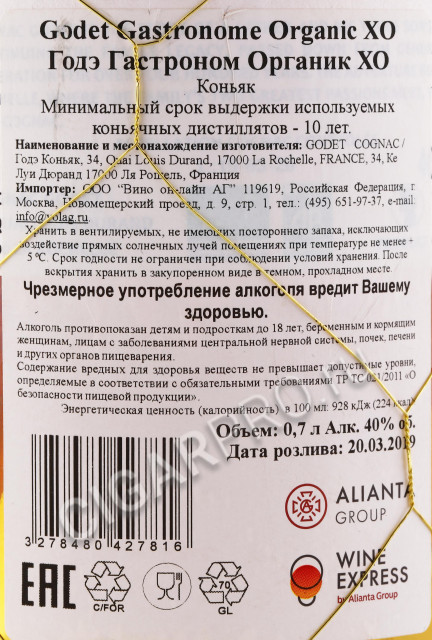 Godet Gastronome Organic XO
Годэ Гастроном Органик ХО
Коньяк
Минимальный срок выдержки используемых
коньячных дистиллятов - 10 лет.
Наименование и местонахождение изготовителя: GODET COGNAC /
Годэ Коньяк, 34, Quai Louis Durand, 17000 La Rochelle, FRANCE, 34, Ке
Луи Дюранд 17000 Ля Рошель, Франция
Импортер: ООО "Вино онлайн АГ" 119619, Российская Федерация, г
Москва, Новомещерский проезд, д. 9, стр. 1, тел.: (495) 651-97-37, e-mail:
info@volag.ru.
Хранить в вентилируемых, не имеющих постороннего запаха, исключающих
воздействие прямых солнечных лучей помещениях при температуре не менее +
5 °С. Срок годности не ограничен при соблюдении условий хранения. После
вскрытия хранить в закупоренном виде в темном, прохладном месте.
Чрезмерное употребление алкоголя вредит Вашему
здоровью.
Алкоголь противопоказан детям и подросткам до 18 лет, беременным и кормящим
женщинам, лицам с заболеваниями центральной нервной системы, почек, печени
и других органов пищеварения.
Содержание вредных для здоровья веществ не превышает допустимые уровни,
определяемые в соответствии с обязательными требованиями ТР ТС 021/2011 «О
безопасности пищевой продукции».
Энергетическая ценность (калорийность) в 100 мл: 928 кДж (224 ккал)
Объем: 0,7 л Алк. 40% об.
Дата розлива: 20.03.2019
3 278480 427816
ALIANTA
GROUP
WINE
EXPRESS
by Alianta Group
EAC
C/FOR
70
GL
CIGARPRO.RU